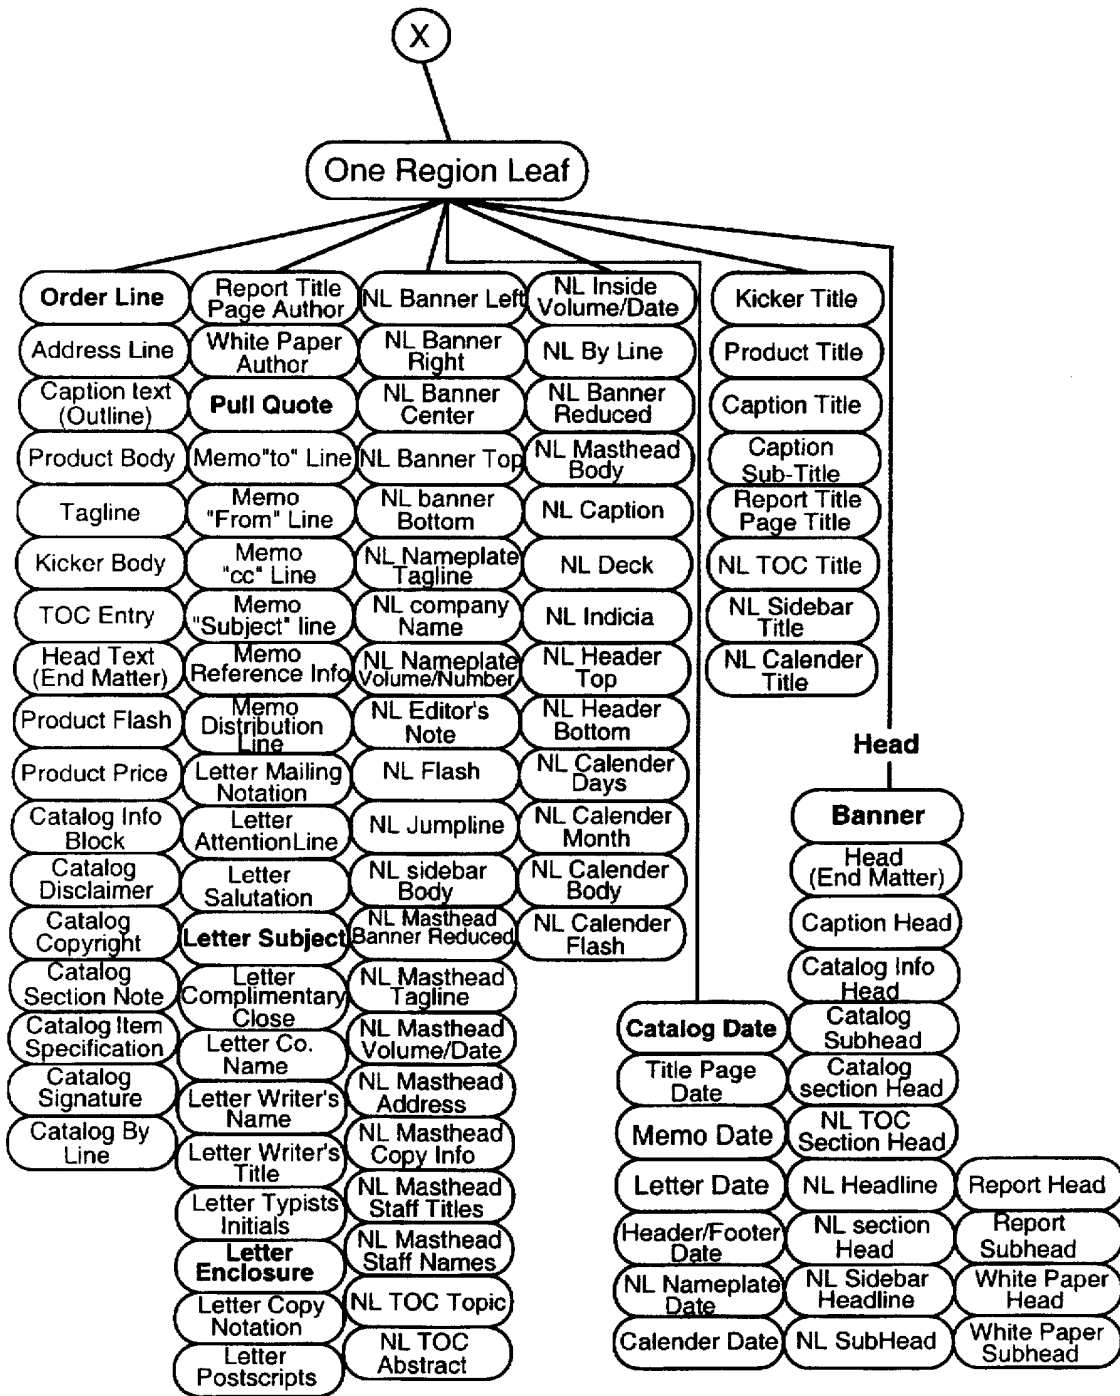 X
One Region Leaf
Order Line
Address Line
Caption text
(Outline)
Product Body
Tagline
Kicker Body
TOC Entry
Head Text
(End Matter)
Product Flash
Product Price
Catalog Info
Block
Catalog
Disclaimer
Catalog
Copyright
Catalog
Section Note
Catalog Item
Specification
Catalog
Signature
Catalog By
Line
Report Title
Page Author
White Paper
Author
Pull Quote
Memo"to" Line
Memo
"From" Line
Memo
"cc" Line
Memo
"Subject" line
Memo
Reference Info
Memo
Distribution
Line
Letter Mailing
Notation
Letter
AttentionLine
Letter
Salutation
Letter Subject
Letter
Complimentary
Close
Letter Co.
Name
Letter Writer's
Name
Letter Writer's
Title
Letter Typists
Initials
Letter
Enclosure
Letter Copy
Notation
Letter
Postscripts
NL Banner Left
NL Banner
Right
NL Banner
Center
NL Banner Top
NL banner
Bottom
NL Nameplate
Tagline
NL company
Name
NL Nameplate
Volume/Number
NL Editor's
Note
NL Flash
NL Jumpline
NL sidebar
Body
NL Masthead
Banner Reduced
NL Masthead
Tagline
NL Masthead
Volume/Date
NL Masthead
Address
NL Masthead
Copy Info
NL Masthead
Staff Titles
NL Masthead
Staff Names
NL TOC Topic
NL TOC
Abstract
NL Inside
Volume/Date
NL By Line
NL Banner
Reduced
NL Masthead
Body
NL Caption
NL Deck
NL Indicia
NL Header
Top
NL Header
Bottom
NL Calender
Days
NL Calender
Month
NL Calender
Body
NL Calender
Flash
Kicker Title
Product Title
Caption Title
Caption
Sub-Title
Report Title
Page Title
NL TOC Title
NL Sidebar
Title
NL Calender
Title
Catalog Date
Title Page
Date
Memo Date
Letter Date
Header/Footer
Date
NL Nameplate
Date
Calender Date
Head
Banner
Head
(End Matter)
Caption Head
Catalog Info
Head
Catalog
Subhead
Catalog
section Head
NL TOC
Section Head
NL Headline
NL section
Head
NL Sidebar
Headline
NL SubHead
Report Head
Report
Subhead
White Paper
Head
White Paper
Subhead